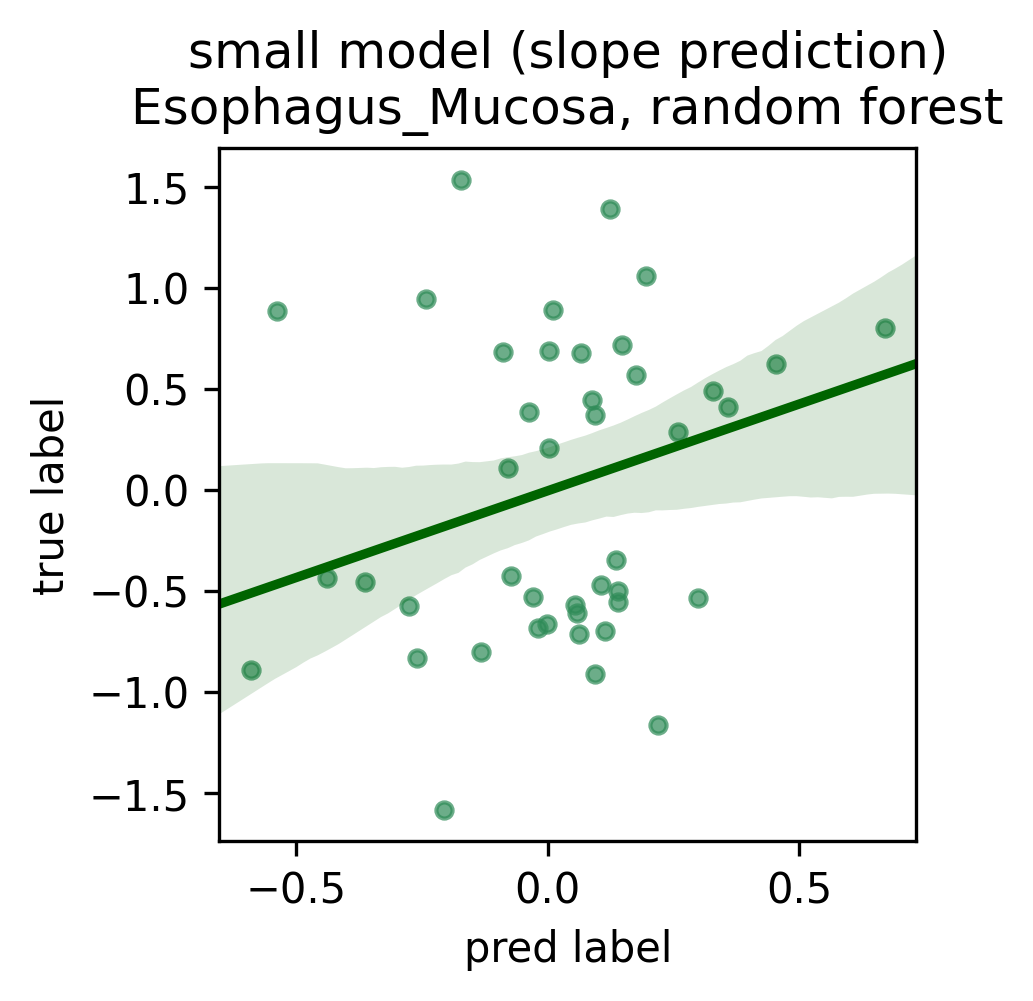 small model (slope prediction)
Esophagus_Mucosa, random forest
1.5
1.0
0.5
0.0
−0.5
−1.0
−1.5
true label
−0.5
0.0
0.5
pred label